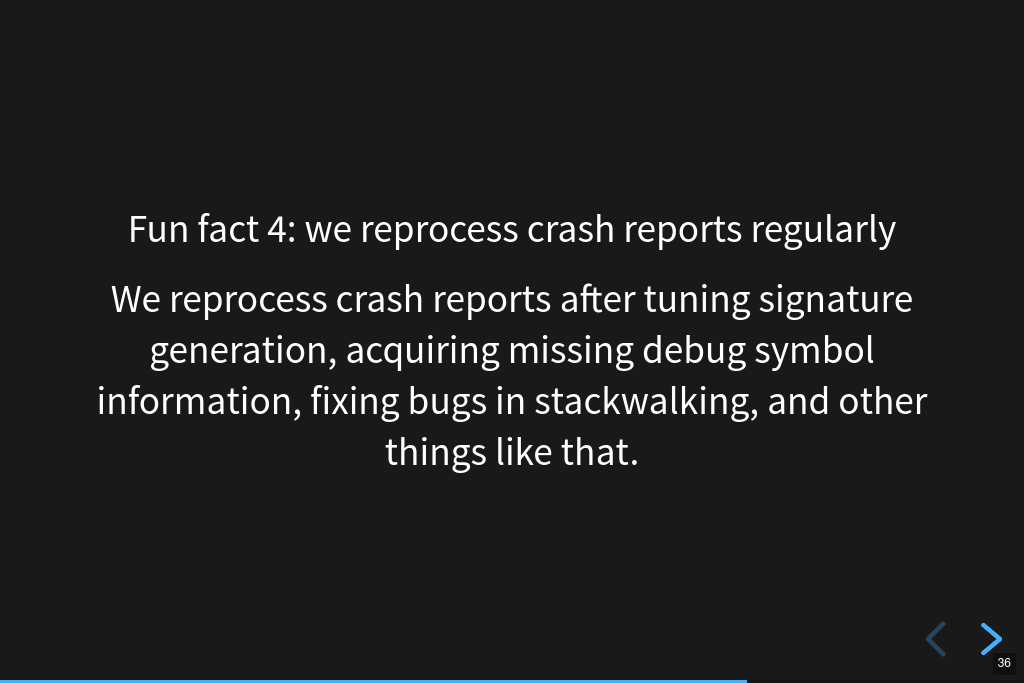 Fun fact 4: we reprocess crash reports regularly
We reprocess crash reports after tuning signature
generation, acquiring missing debug symbol
information, fixing bugs in stackwalking, and other
things like that.
36